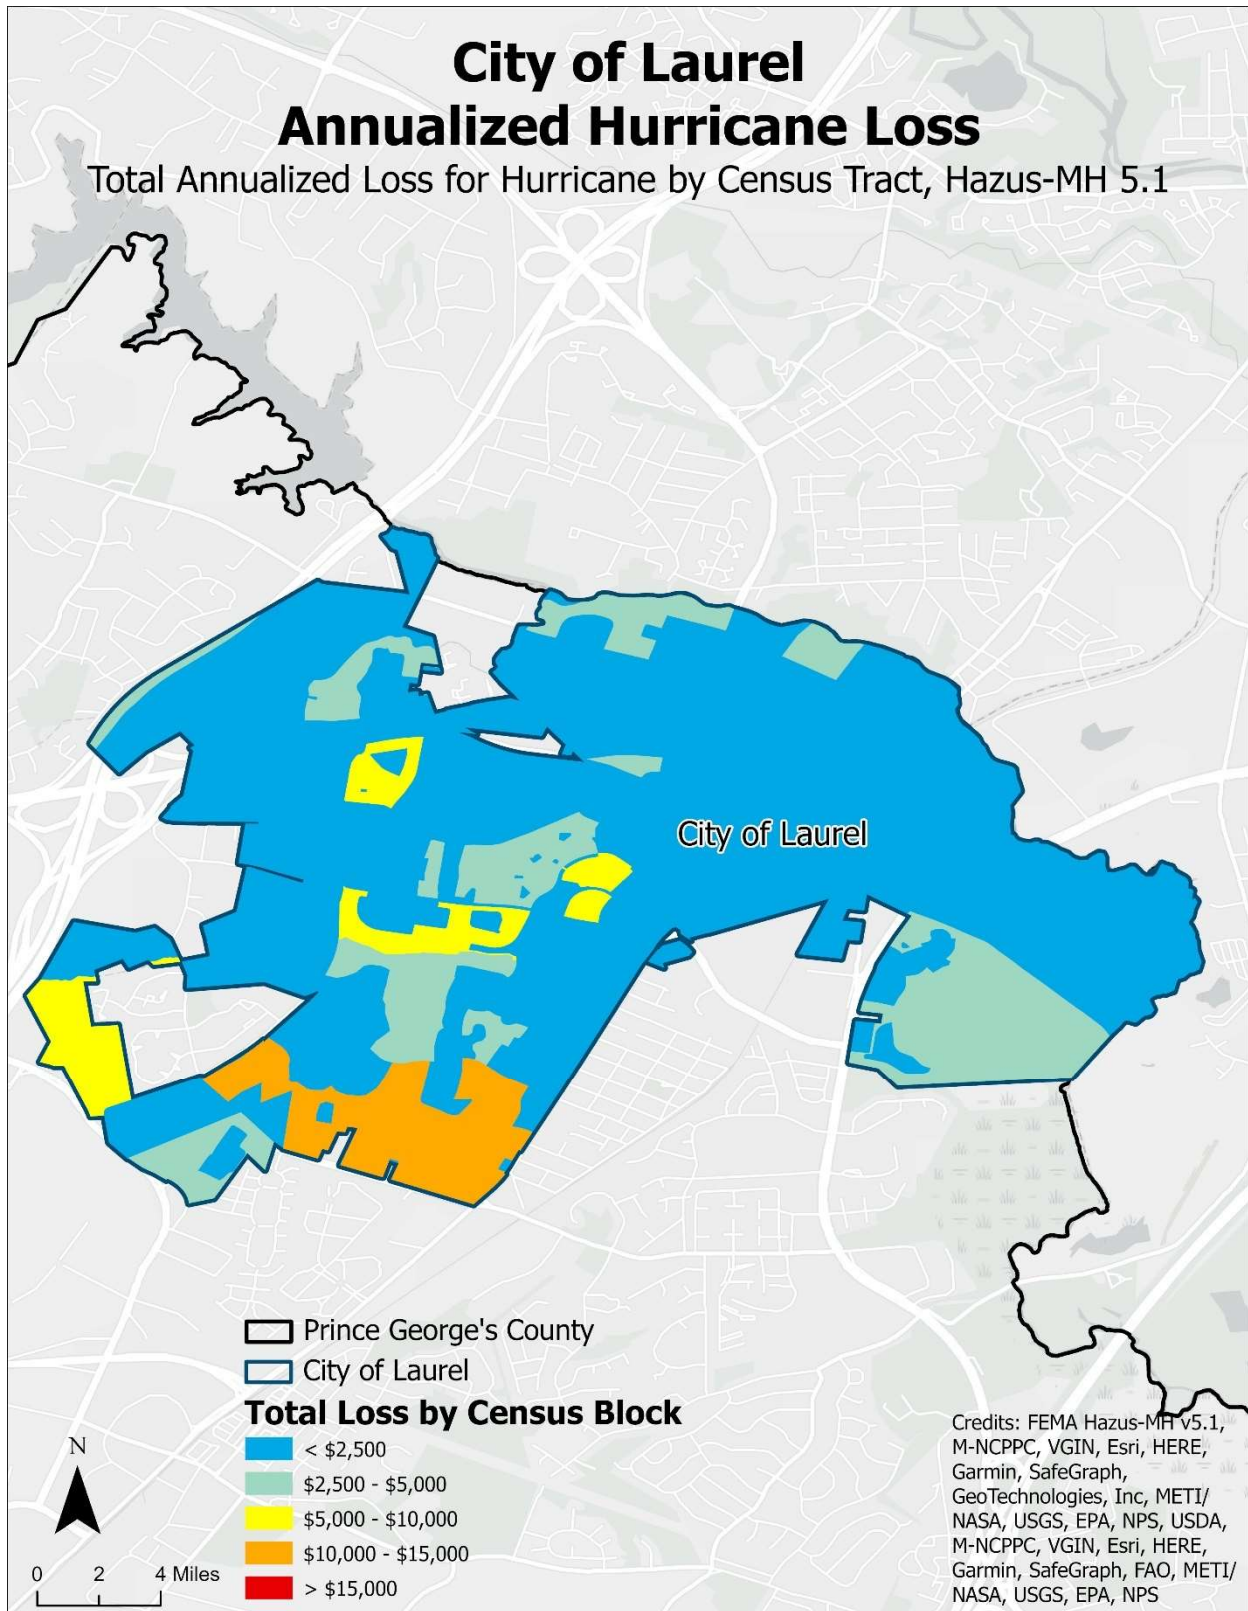 City of Laurel
Annualized Hurricane Loss
Total Annualized Loss for Hurricane by Census Tract, Hazus-MH 5.1
City of Laurel
Prince George's County
City of Laurel
Total Loss by Census Block
< $2,500
$2,500 - $5,000
$5,000 - $10,000
$10,000 - $15,000
> $15,000
N
0 2 4 Miles
Credits: FEMA Hazus-MH v5.1,
M-NCPPC, VGIN, Esri, HERE,
Garmin, SafeGraph,
GeoTechnologies, Inc, METI/
NASA, USGS, EPA, NPS, USDA,
M-NCPPC, VGIN, Esri, HERE,
Garmin, SafeGraph, FAO, METI/
NASA, USGS, EPA, NPS